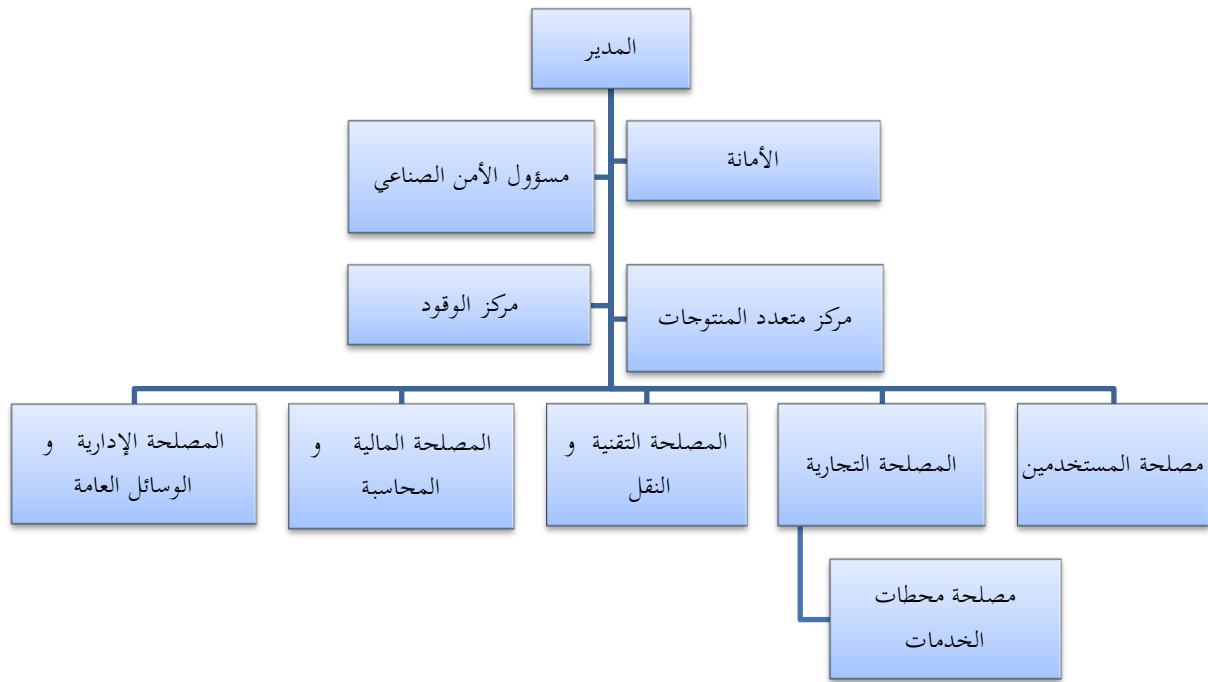 المدير
الأمانة
مسؤول الأمن الصناعي
مركز متعدد المنتوجات
مركز الوقود
مصلحة المستخدمين
المصلحة التجارية
المصلحة التقنية و
النقل
المصلحة المالية و
المحاسبة
المصلحة الإدارية و
الوسائل العامة
مصلحة محطات
الخدمات